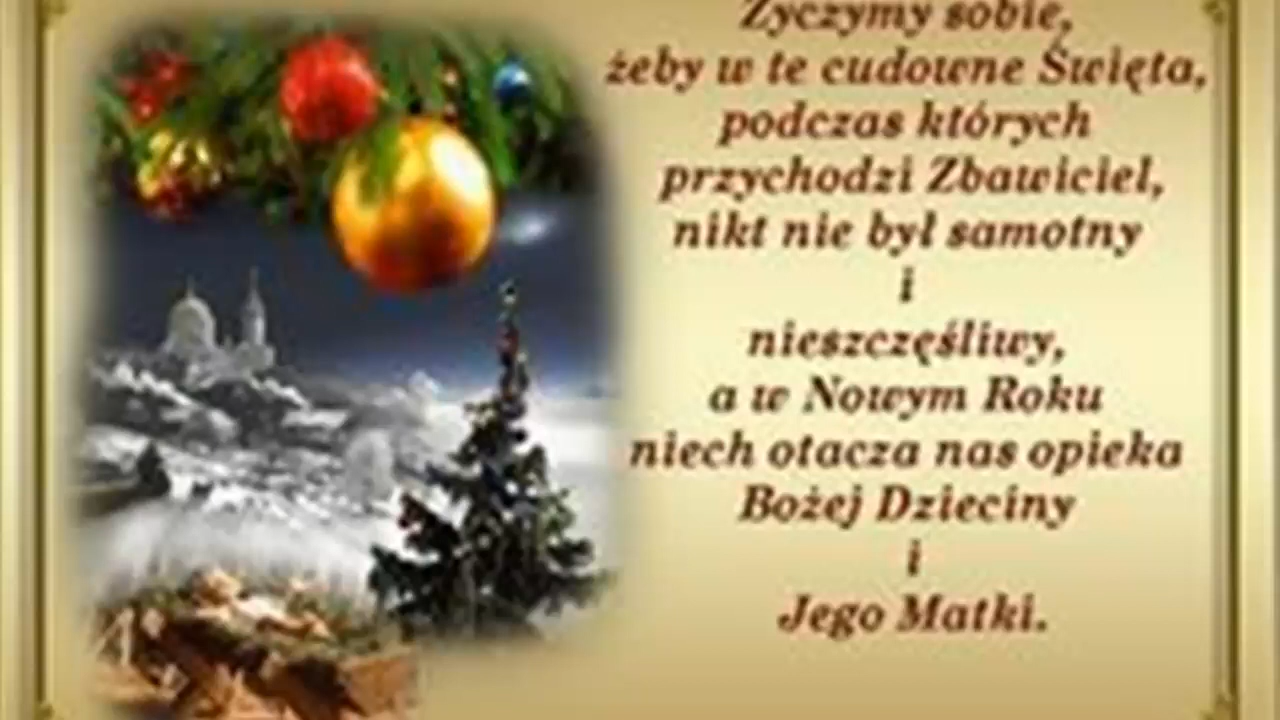 Życzymy sobie,
żeby w te cudowne Święta,
podczas których
przychodzi Zbawiciel,
nikt nie był samotny
i
nieszczęśliwy,
a w Nowym Roku
niech otacza nas opieka
Bożej Dzieciny
i
Jego Matki.